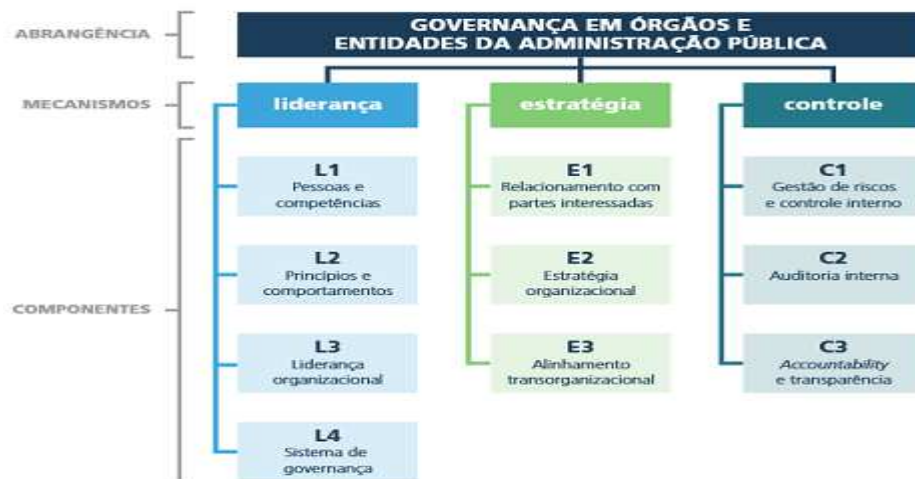 ABRANGÊNCIA
GOVERNANÇA EM ÓRGÃOS E
ENTIDADES DA ADMINISTRAÇÃO PÚBLICA
MECANISMOS
liderança
estratégia
controle
COMPONENTES
L1
Pessoas e
competências
E1
Relacionamento com
partes interessadas
C1
Gestão de riscos
e controle interno
L2
Princípios e
comportamentos
E2
Estratégia
organizacional
C2
Auditoria interna
L3
Liderança
organizacional
E3
Alinhamento
transorganizacional
C3
Accountability
e transparência
L4
Sistema de
governança